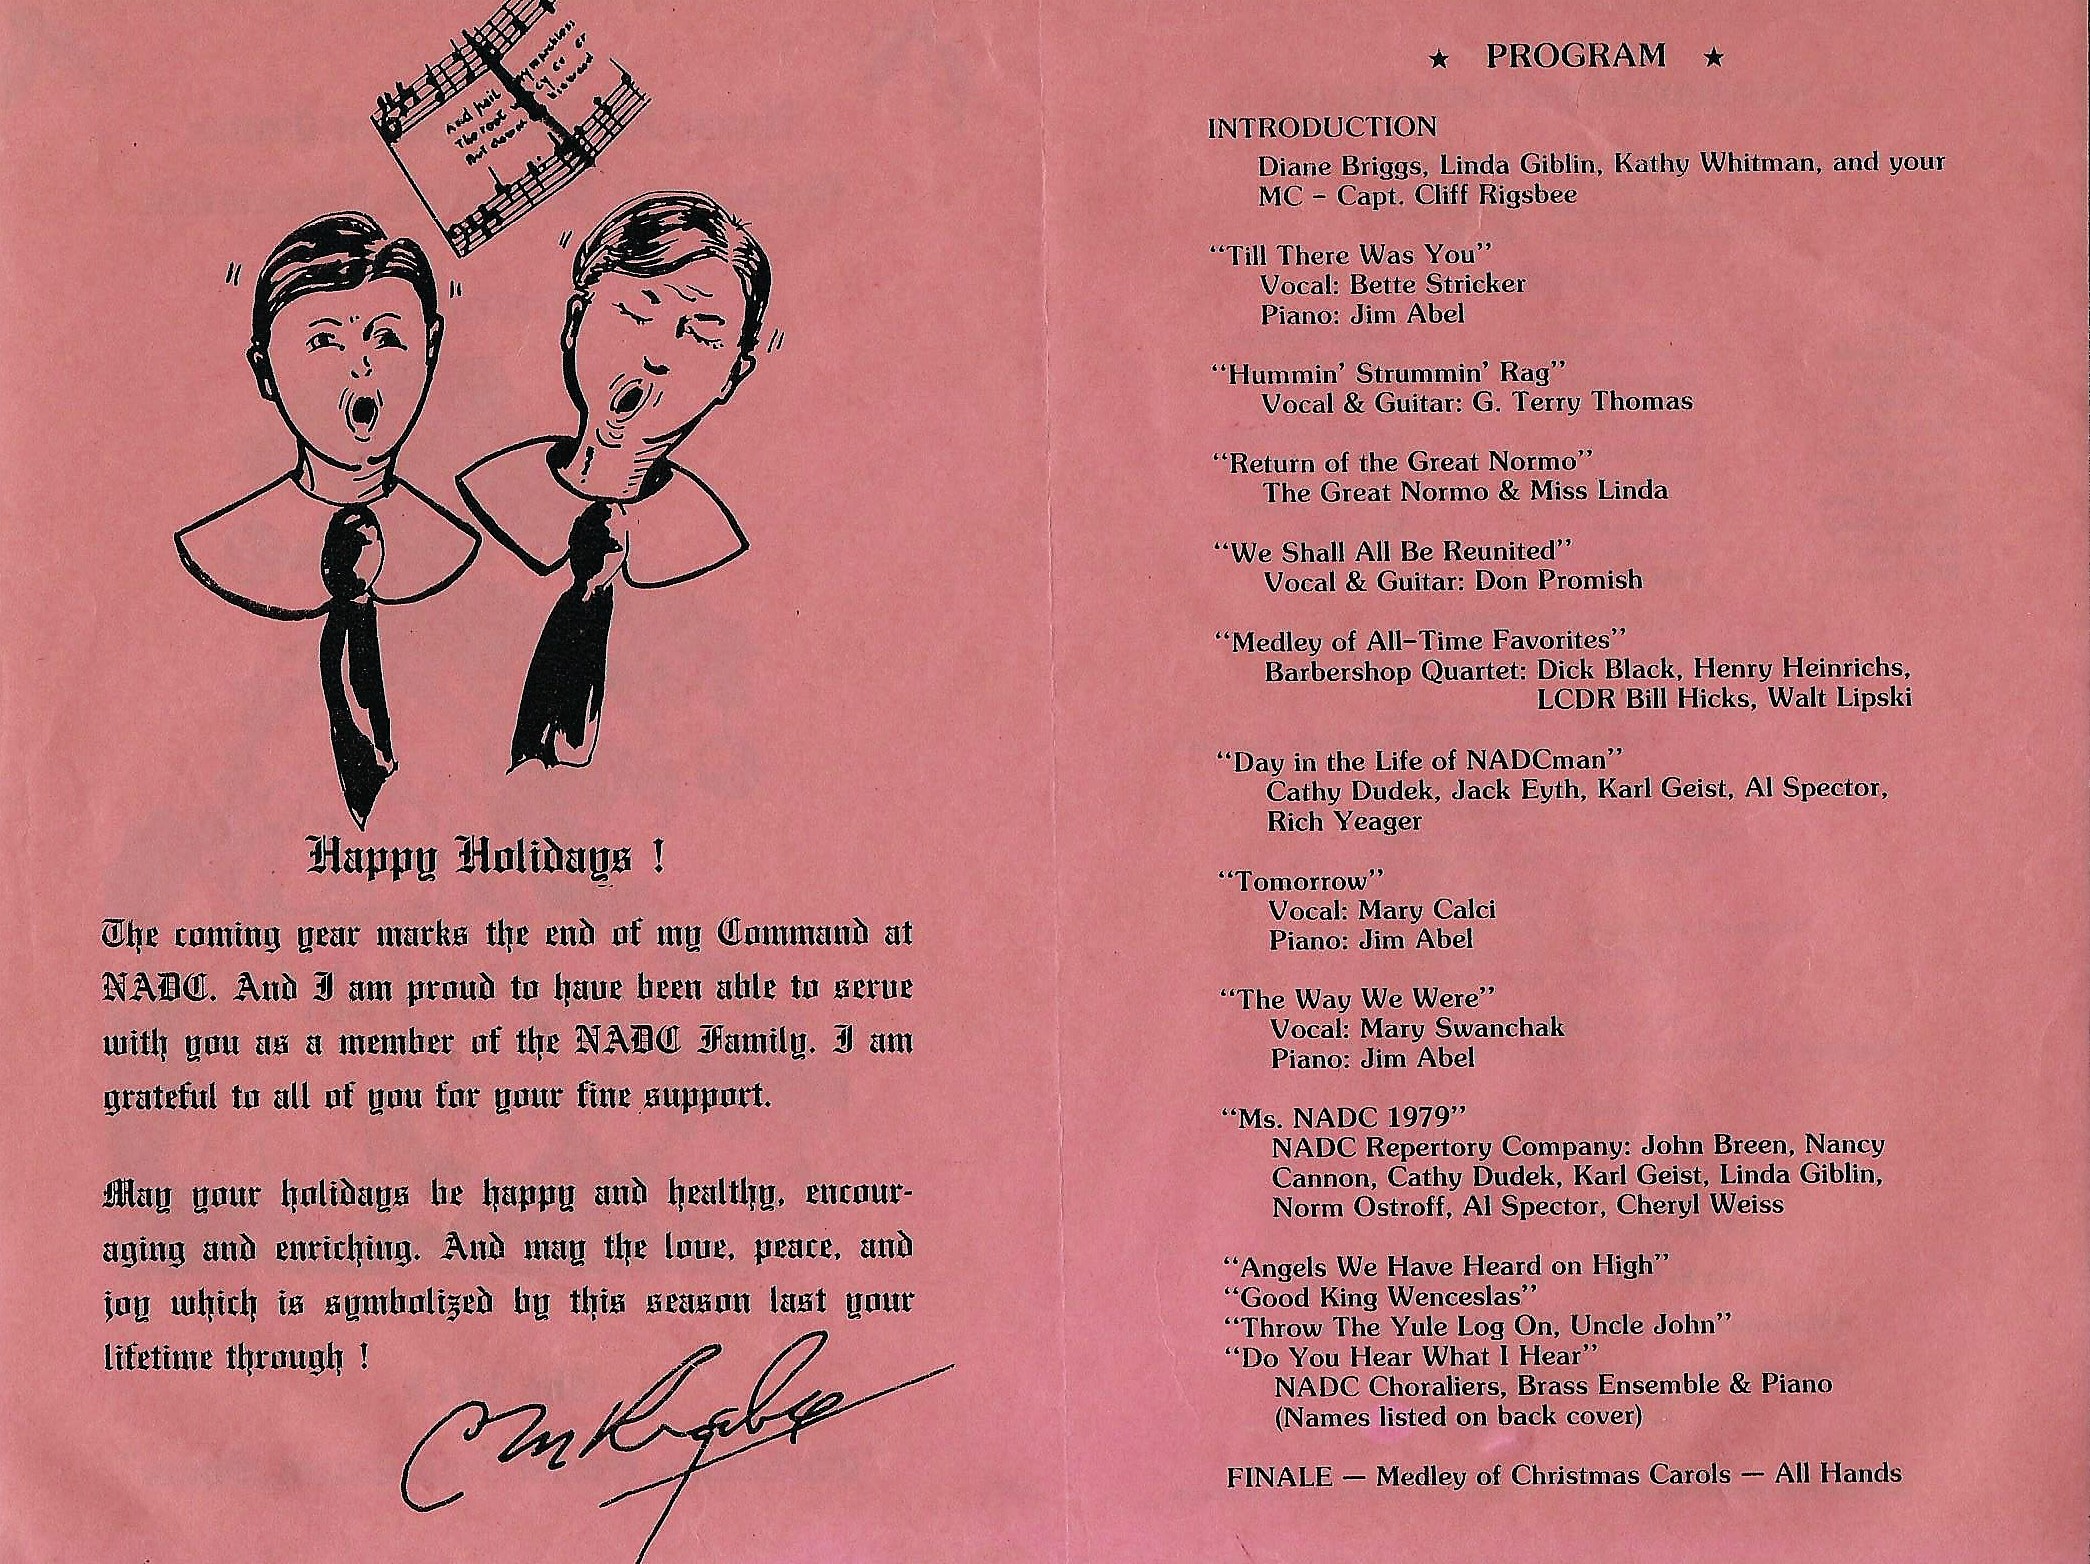 And hail
The root
But down
★ PROGRAM ★
Happy Holidays !
The coming year marks the end of my Command at
NADC. And I am proud to have been able to serve
with you as a member of the NADC Family. I am
grateful to all of you for your fine support.
May your holidays be happy and healthy, encour-
aging and enriching. And may the love, peace, and
joy which is symbolized by this season last your
lifetime through !
INTRODUCTION
Diane Briggs, Linda Giblin, Kathy Whitman, and your
MC - Capt. Cliff Rigsbee
“Till There Was You”
Vocal: Bette Stricker
Piano: Jim Abel
“Hummin’ Strummin’ Rag”
Vocal & Guitar: G. Terry Thomas
“Return of the Great Normo”
The Great Normo & Miss Linda
“We Shall All Be Reunited”
Vocal & Guitar: Don Promish
“Medley of All-Time Favorites”
Barbershop Quartet: Dick Black, Henry Heinrichs,
LCDR Bill Hicks, Walt Lipski
“Day in the Life of NADCman”
Cathy Dudek, Jack Eyth, Karl Geist, Al Spector,
Rich Yeager
“Tomorrow”
Vocal: Mary Calci
Piano: Jim Abel
“The Way We Were”
Vocal: Mary Swanchak
Piano: Jim Abel
“Ms. NADC 1979”
NADC Repertory Company: John Breen, Nancy
Cannon, Cathy Dudek, Karl Geist, Linda Giblin,
Norm Ostroff, Al Spector, Cheryl Weiss
“Angels We Have Heard on High”
“Good King Wenceslas”
“Throw The Yule Log On, Uncle John”
“Do You Hear What I Hear”
NADC Choraliers, Brass Ensemble & Piano
(Names listed on back cover)
FINALE — Medley of Christmas Carols — All Hands